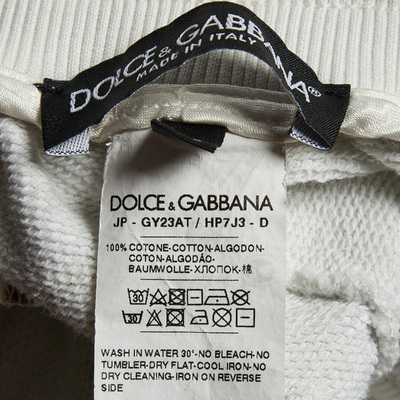 DOLCE & GABBANA®
MADE IN ITALY
DOLCE & GABBANA
JP - GY23AT / HP7J3 - D
100% COTONE-COTTON-ALGODON-
COTON-ALGODÃO-
BAUMWOLLE-ХЛОПОК-棉
30
30
WASH IN WATER 30°-NO BLEACH-NO
TUMBLER-DRY FLAT-COOL IRON-NO
DRY CLEANING-IRON ON REVERSE
SIDE